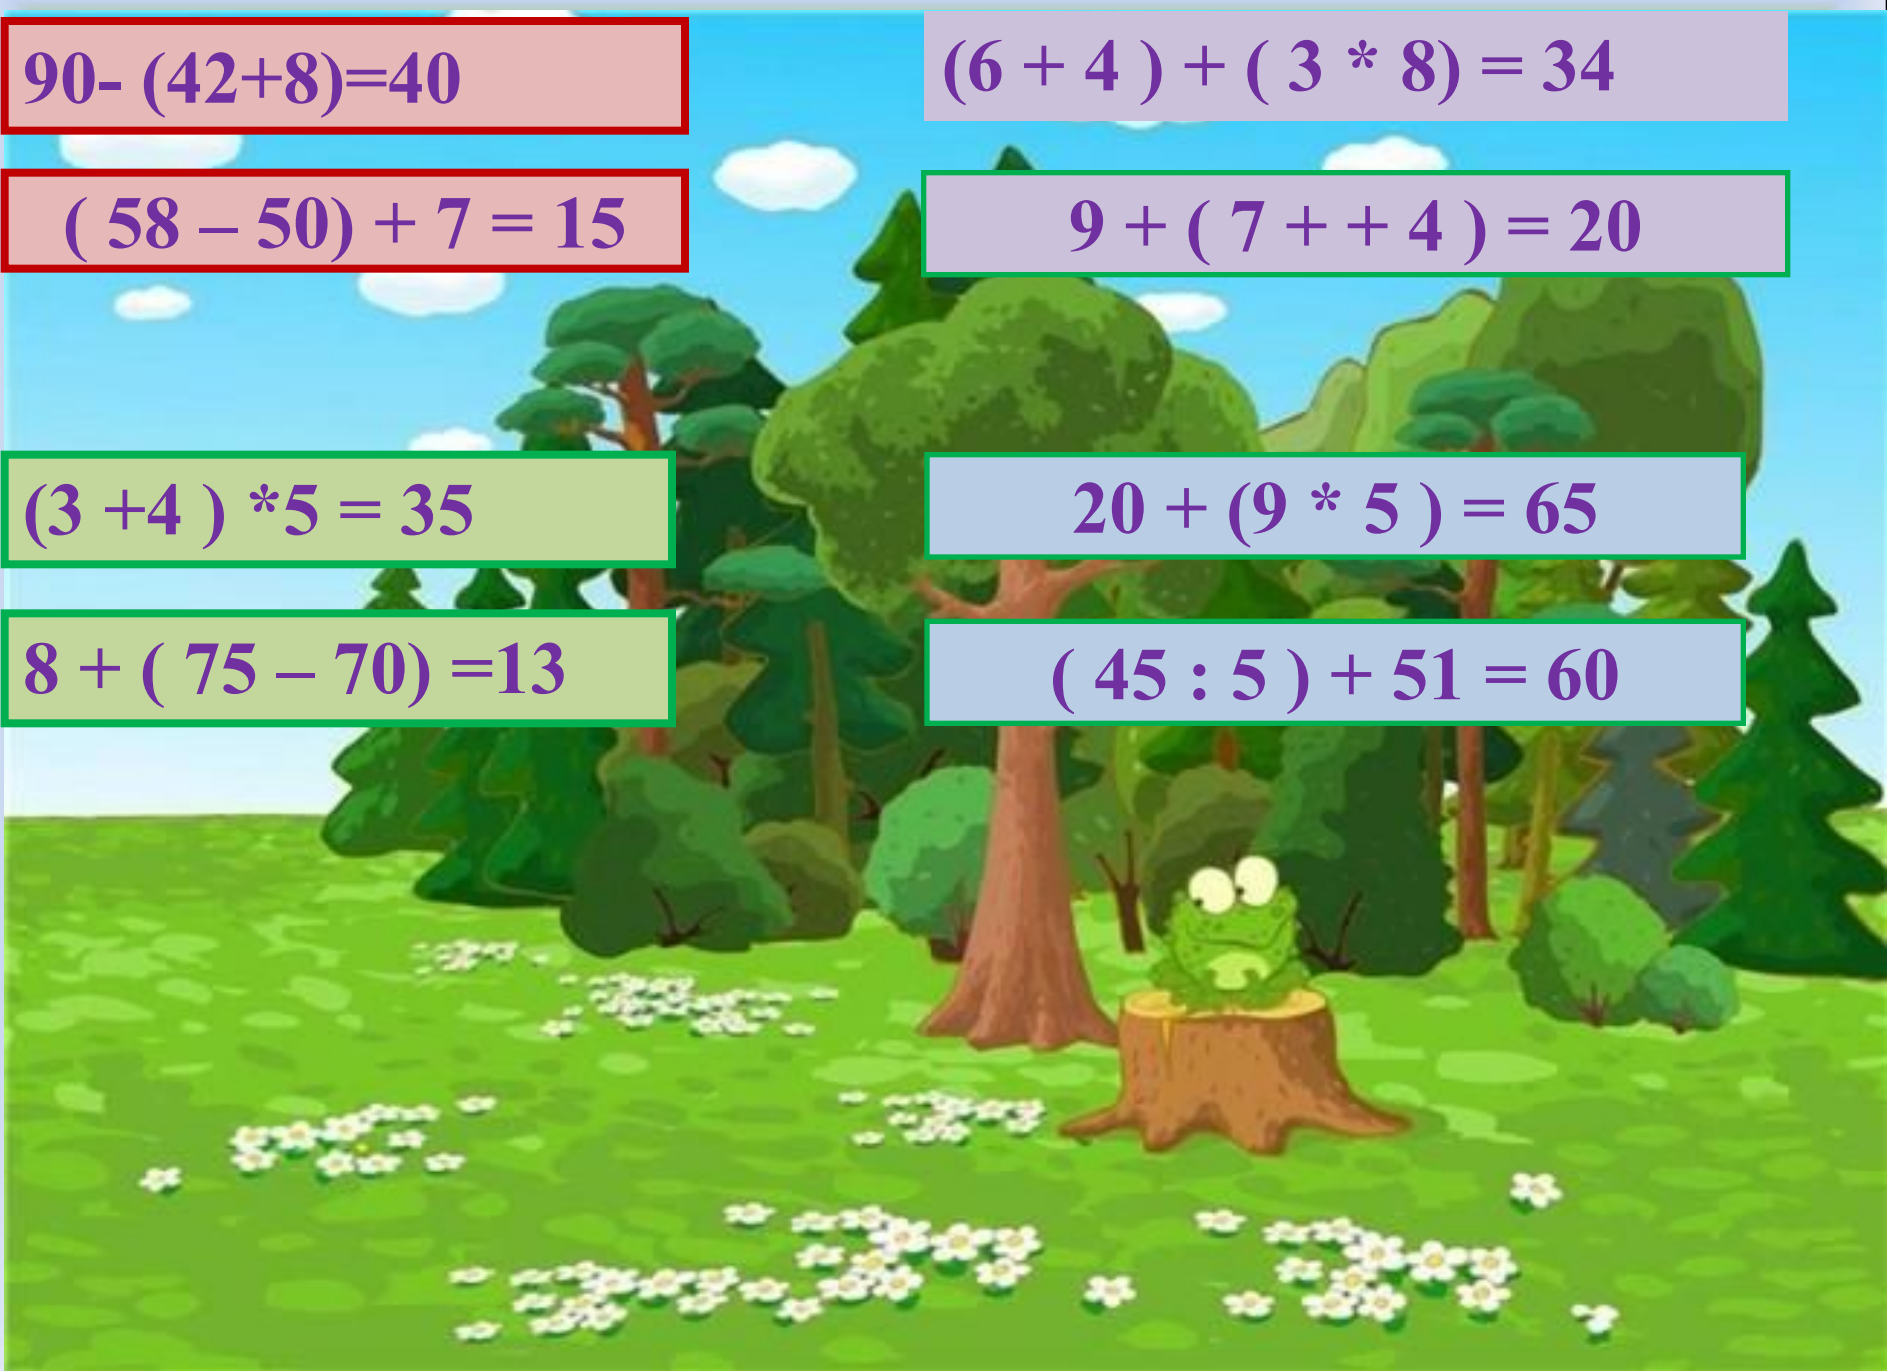 90- (42+8)=40
(6 + 4 ) + ( 3 * 8) = 34
( 58 – 50) + 7 = 15
9 + ( 7 + + 4 ) = 20
(3 +4 ) *5 = 35
20 + (9 * 5 ) = 65
8 + ( 75 – 70) =13
( 45 : 5 ) + 51 = 60